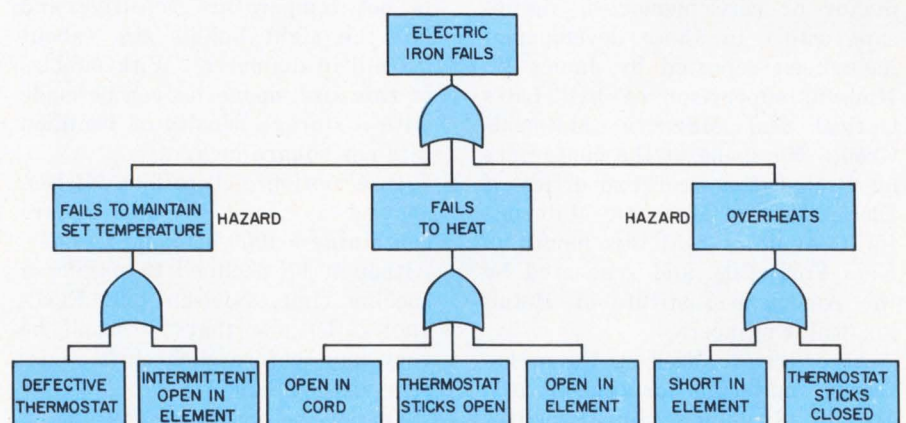 ELECTRIC
IRON FAILS
FAILS TO MAINTAIN
SET TEMPERATURE
HAZARD
FAILS
TO HEAT
HAZARD
OVERHEATS
DEFECTIVE
THERMOSTAT
INTERMITTENT
OPEN IN
ELEMENT
OPEN IN
CORD
THERMOSTAT
STICKS OPEN
OPEN IN
ELEMENT
SHORT IN
ELEMENT
THERMOSTAT
STICKS
CLOSED